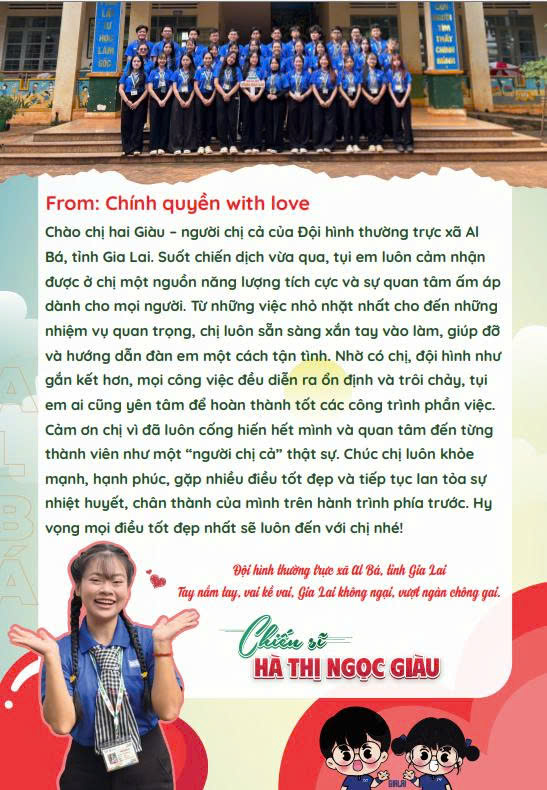 LÀ TỰ
HỌC LÀM
GỐC
From: Chính quyền with love
Chào chị hai Giàu – người chị cả của Đội hình thường trực xã Al
Bá, tỉnh Gia Lai. Suốt chiến dịch vừa qua, tụi em luôn cảm nhận
được ở chị một nguồn năng lượng tích cực và sự quan tâm ấm áp
dành cho mọi người. Từ những việc nhỏ nhặt nhất cho đến những
nhiệm vụ quan trọng, chị luôn sẵn sàng xắn tay vào làm, giúp đỡ
và hướng dẫn đàn em một cách tận tình. Nhờ có chị, đội hình như
gắn kết hơn, mọi công việc đều diễn ra ổn định và trôi chảy, tụi
em ai cũng yên tâm để hoàn thành tốt các công trình phần việc.
Cảm ơn chị vì đã luôn cống hiến hết mình và quan tâm đến từng
thành viên như một “người chị cả” thật sự. Chúc chị luôn khỏe
mạnh, hạnh phúc, gặp nhiều điều tốt đẹp và tiếp tục lan tỏa sự
nhiệt huyết, chân thành của mình trên hành trình phía trước. Hy
vọng mọi điều tốt đẹp nhất sẽ luôn đến với chị nhé!
Đội hình thường trực xã Al Bá, tỉnh Gia Lai
Tay nắm tay, vai kề vai, Gia Lai không ngại, vượt ngàn chông gai.
Chiến sĩ
HÀ THỊ NGỌC GIÀU
AL BÁ
GIALAI